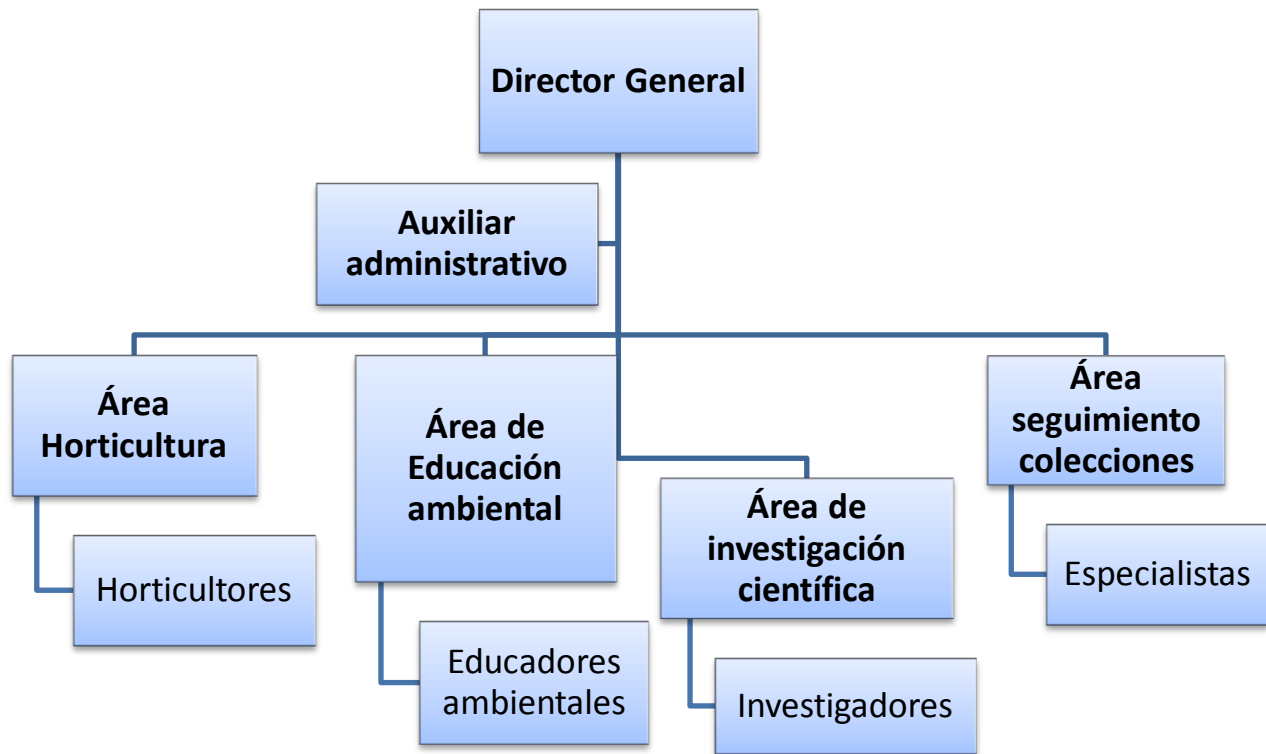 Director General
Auxiliar
administrativo
Área
Horticultura
Horticultores
Área de
Educación
ambiental
Educadores
ambientales
Área de
investigación
científica
Investigadores
Área
seguimiento
colecciones
Especialistas